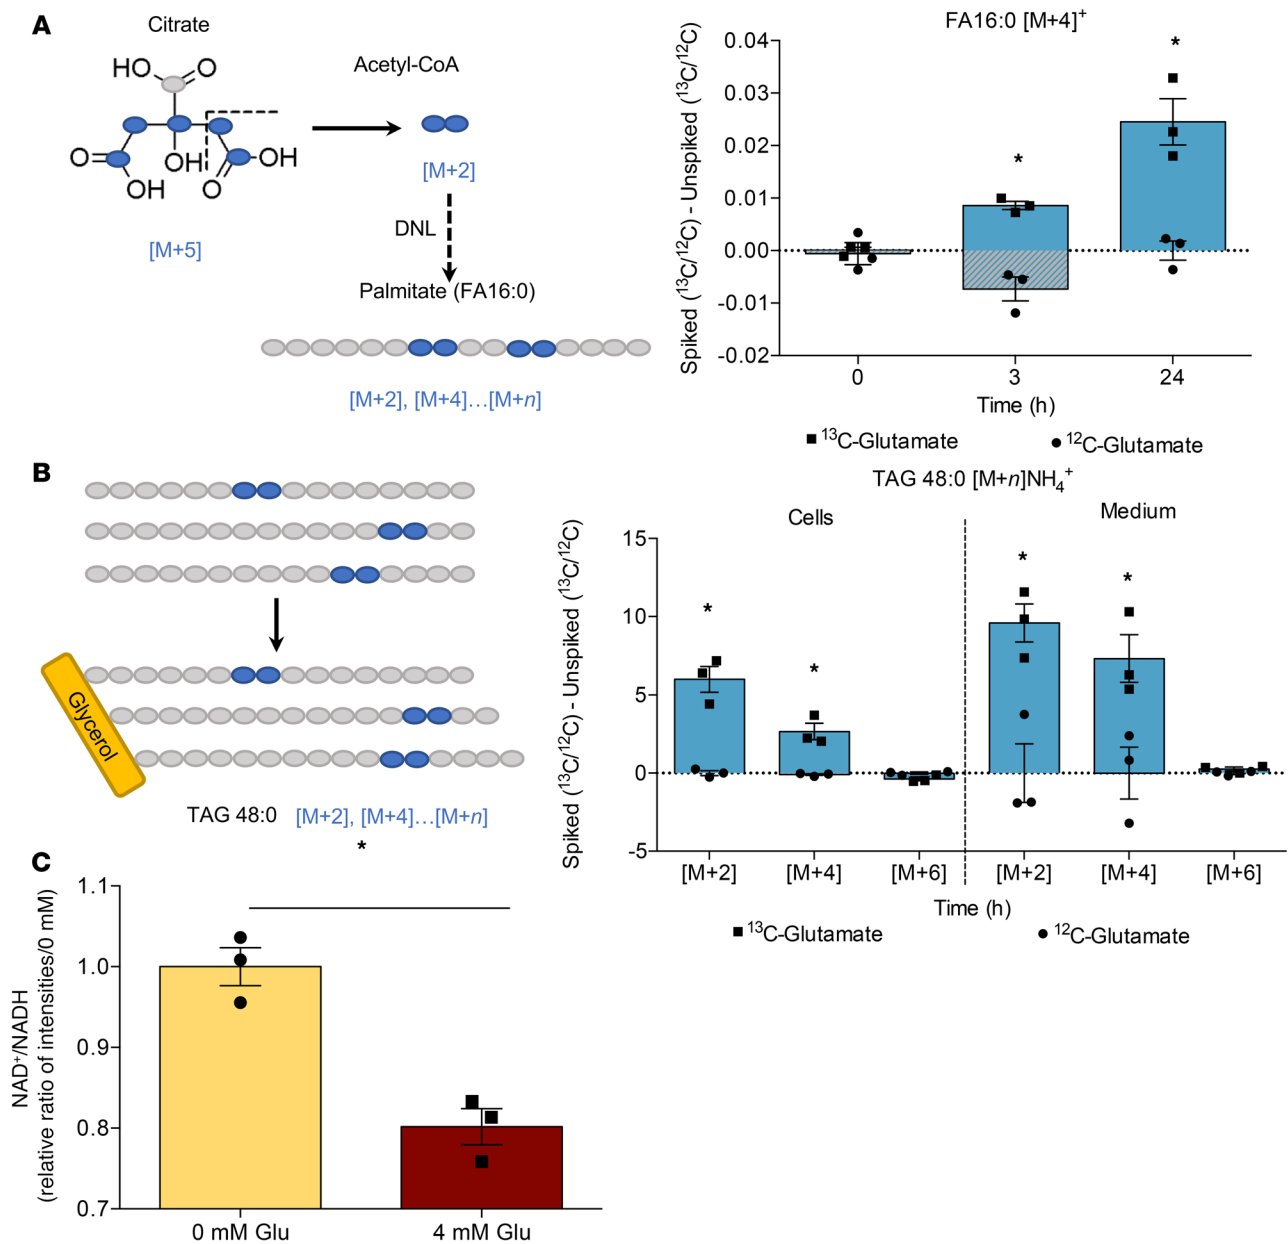 A
Citrate
HO
O
Acetyl-CoA
O
OH
OH
O
OH
[M+5]
[M+2]
DNL
Palmitate (FA16:0)
[M+2], [M+4]…[M+n]
FA16:0 [M+4]⁺
Spiked (¹³C/¹²C) - Unspiked (¹³C/¹²C)
0.04
0.03
0.02
0.01
0.00
-0.01
-0.02
*
*
0
3
24
Time (h)
¹³C-Glutamate
¹²C-Glutamate
B
Glycerol
TAG 48:0 [M+2], [M+4]…[M+n]
TAG 48:0 [M+n]NH₄⁺
Cells
Medium
Spiked (¹³C/¹²C) - Unspiked (¹³C/¹²C)
15
10
5
0
-5
*
*
*
*
[M+2]
[M+4]
[M+6]
[M+2]
[M+4]
[M+6]
Time (h)
¹³C-Glutamate
¹²C-Glutamate
C
*
NAD⁺/NADH
(relative ratio of intensities/0 mM)
1.1
1.0
0.9
0.8
0.7
0 mM Glu
4 mM Glu